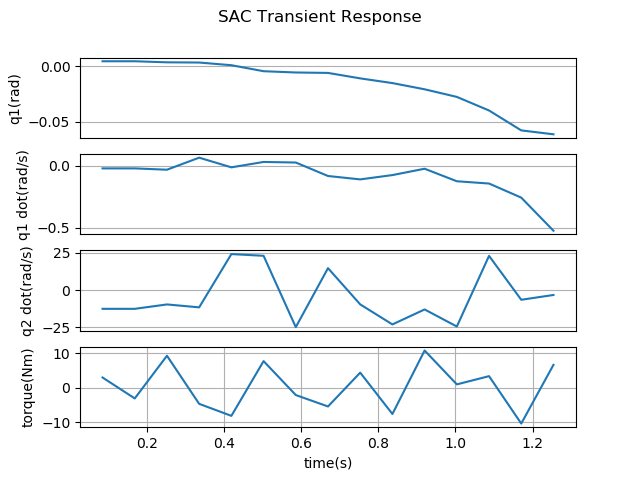 SAC Transient Response
q1(rad)
0.00
−0.05
q1 dot(rad/s)
0.0
−0.5
q2 dot(rad/s)
25
0
−25
torque(Nm)
10
0
−10
0.2 0.4 0.6 0.8 1.0 1.2
time(s)